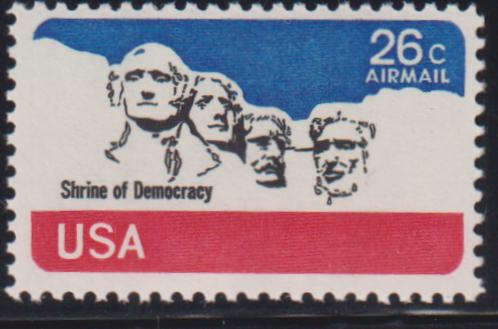 26c
AIRMAIL
Shrine of Democracy
USA